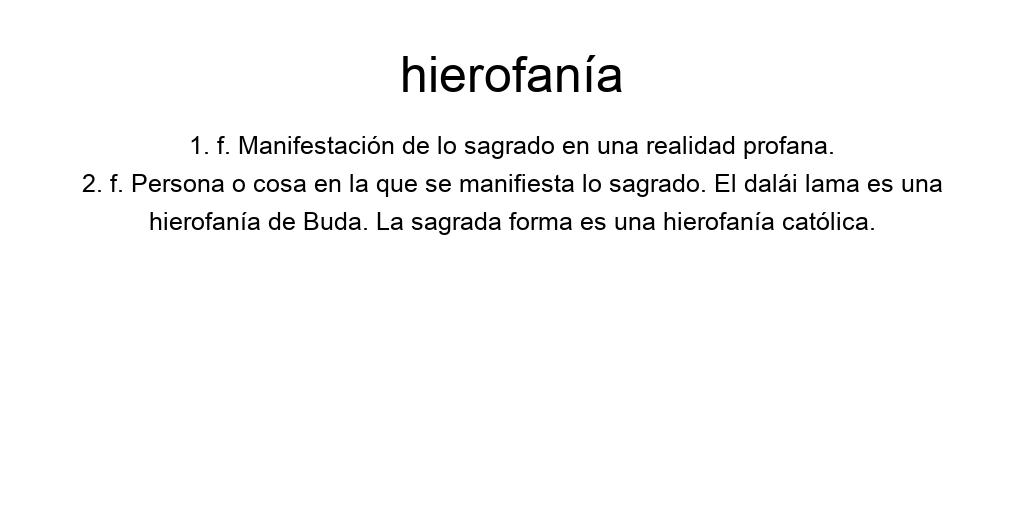 hierofanía
1. f. Manifestación de lo sagrado en una realidad profana.
2. f. Persona o cosa en la que se manifiesta lo sagrado. El dalái lama es una
hierofanía de Buda. La sagrada forma es una hierofanía católica.